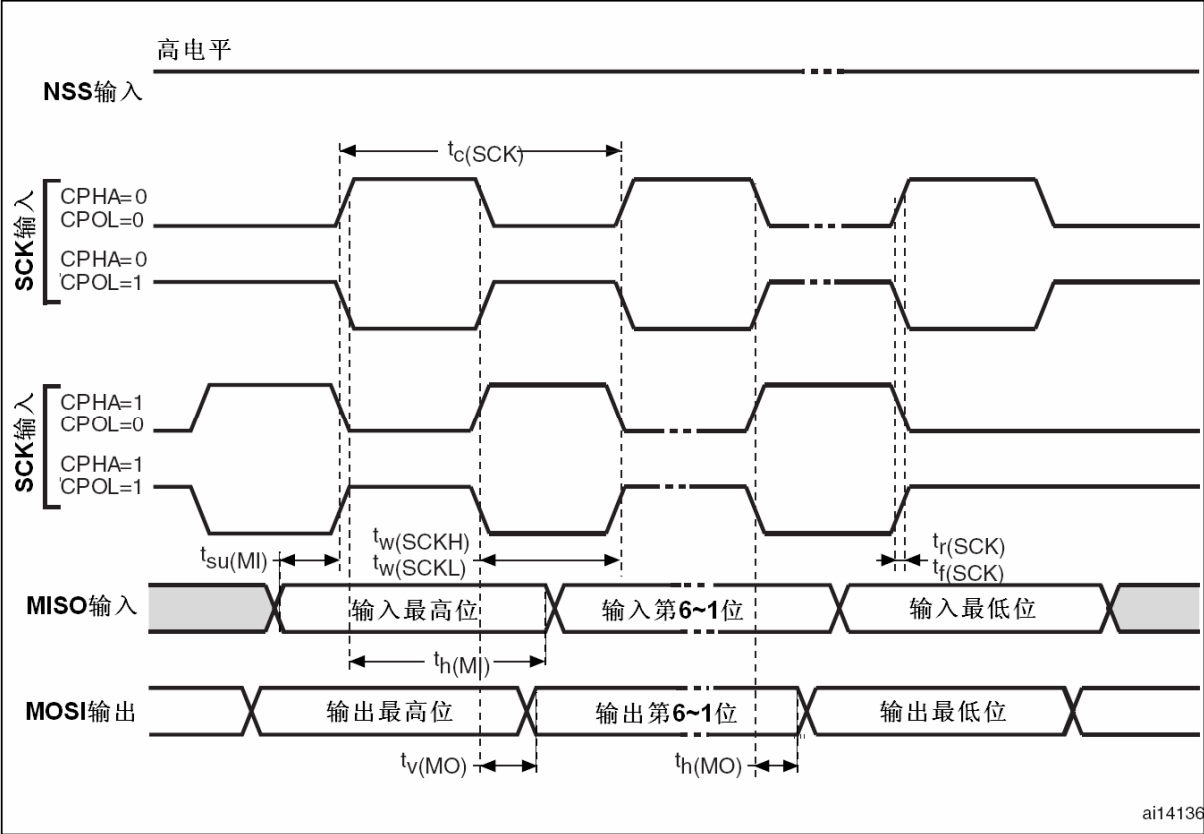 高电平
NSS输入
tc(SCK)
SCK输入
CPHA=0
CPOL=0
CPHA=0
CPOL=1
SCK输入
CPHA=1
CPOL=0
CPHA=1
CPOL=1
tsu(MI)
tw(SCKH)
tw(SCKL)
tr(SCK)
tf(SCK)
MISO输入
输入最高位
输入第6~1位
输入最低位
th(MI)
MOSI输出
输出最高位
输出第6~1位
输出最低位
tv(MO)
th(MO)
ai14136